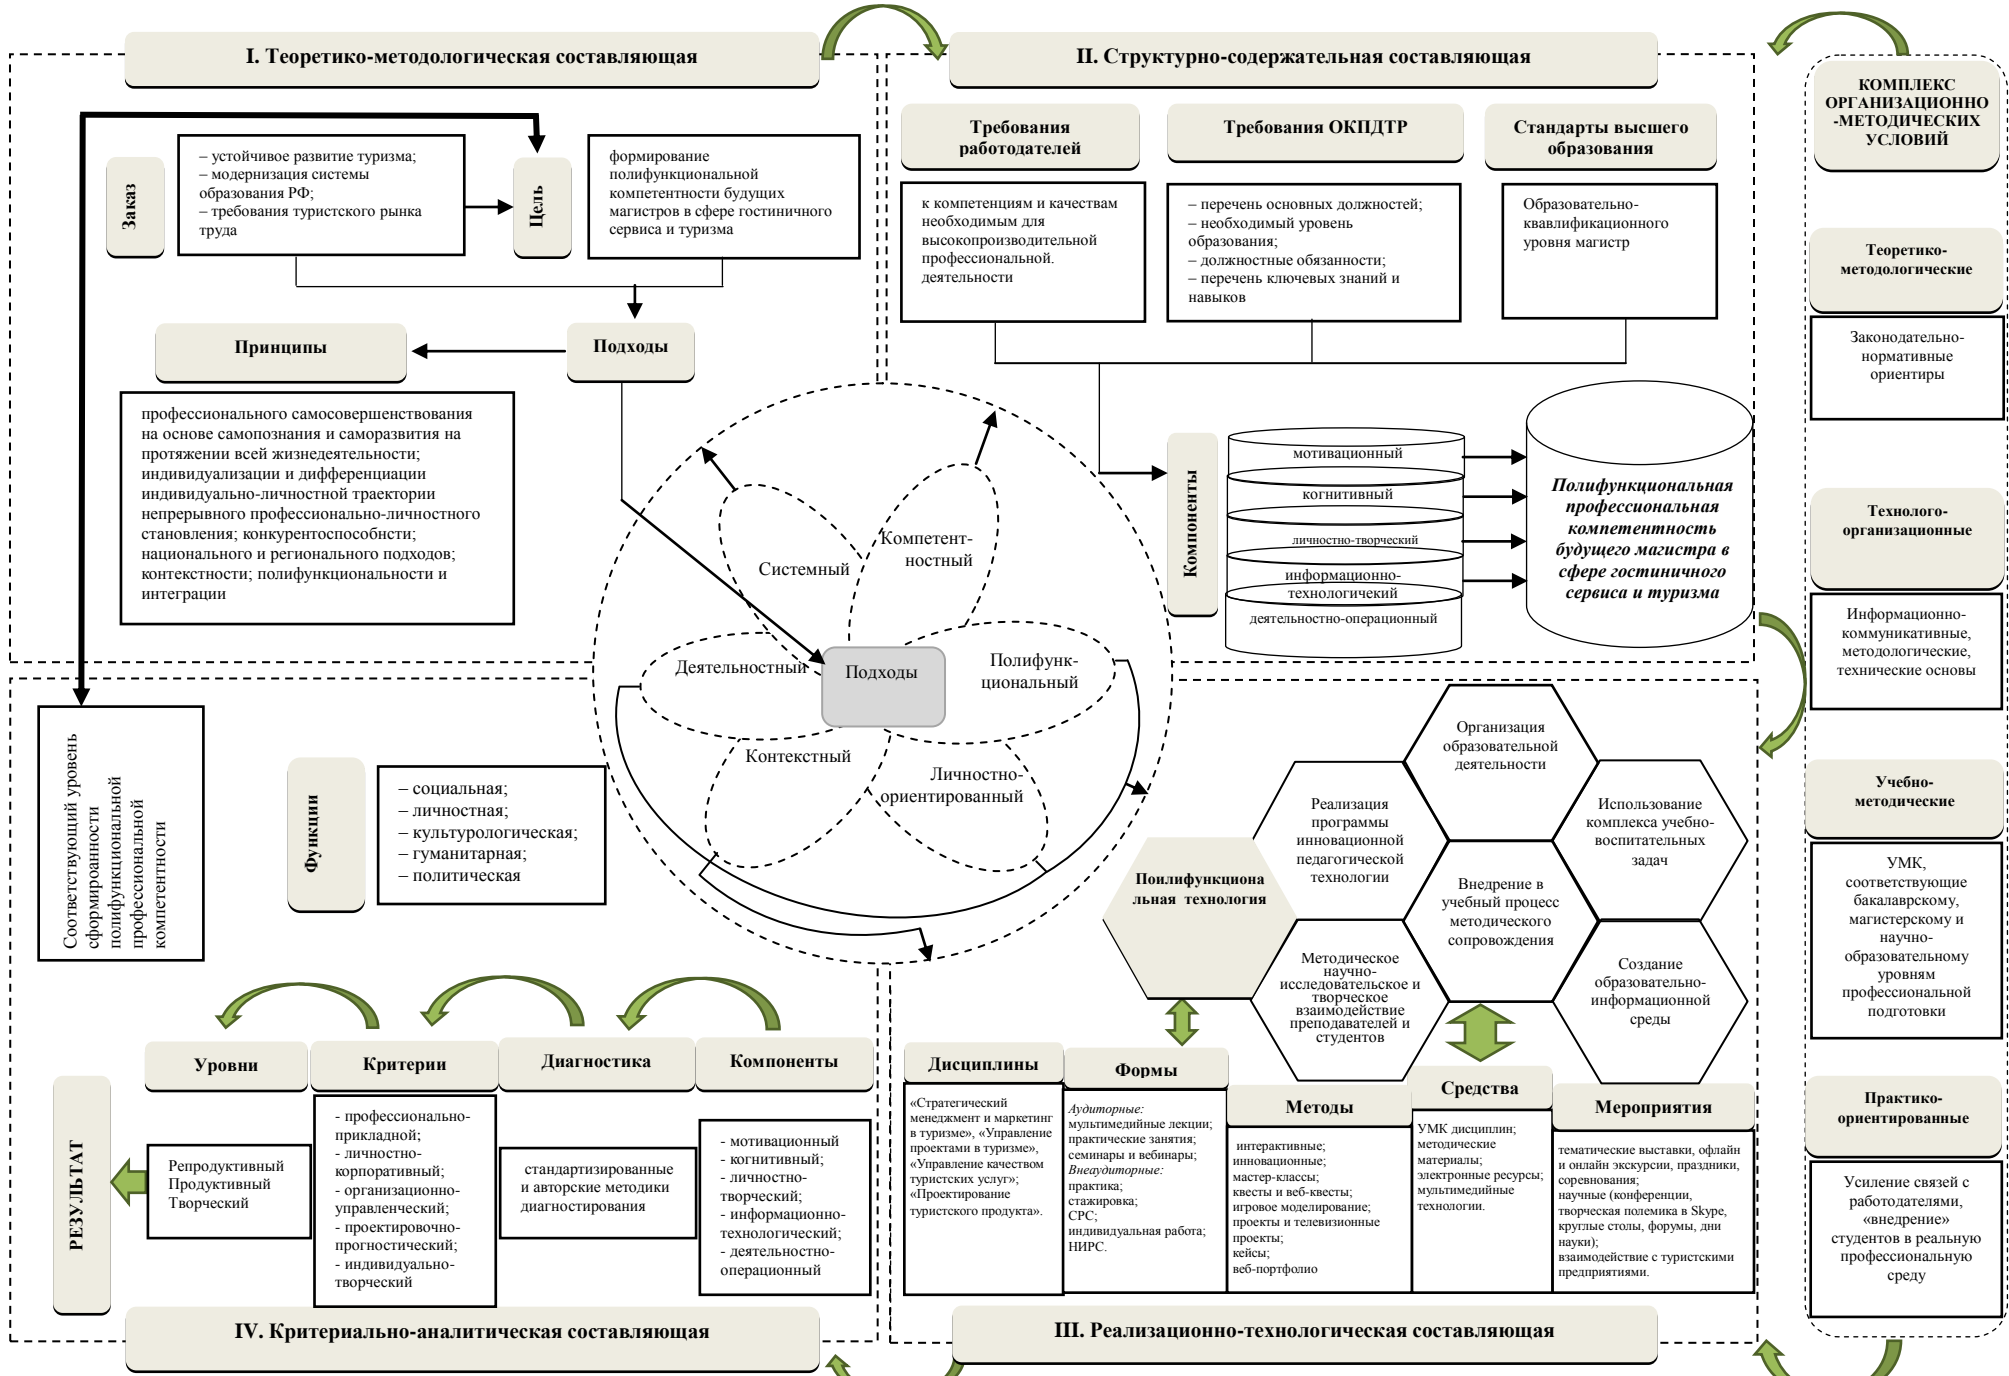 I. Теоретико-методологическая составляющая
Заказ
– устойчивое развитие туризма;
– модернизация системы
образования РФ;
– требования туристского рынка
труда
Цель
формирование
полифункциональной
компетентности будущих
магистров в сфере гостиничного
сервиса и туризма
Принципы
Подходы
профессионального самосовершенствования
на основе самопознания и саморазвития на
протяжении всей жизнедеятельности;
индивидуализации и дифференциации
индивидуально-личностной траектории
непрерывного профессионально-личностного
становления; конкурентоспособнсти;
национального и регионального подходов;
контекстности; полифункциональности и
интеграции
II. Структурно-содержательная составляющая
Требования
работодателей
к компетенциям и качествам
необходимым для
высокопроизводительной
профессиональной.
деятельности
Требования ОКПДТР
– перечень основных должностей;
– необходимый уровень
образования;
– должностные обязанности;
– перечень ключевых знаний и
навыков
Стандарты высшего
образования
Образовательно-
квалификационного
уровня магистр
Компоненты
мотивационный
когнитивный
личностно-творческий
информационно-
технологичекий
деятельностно-операционный
Полифункциональная
профессиональная
компетентность
будущего магистра в
сфере гостиничного
сервиса и туризма
Системный
Компетент-
ностный
Деятельностный
Подходы
Полифунк-
циональный
Контекстный
Личностно-
ориентированный
КОМПЛЕКС
ОРГАНИЗАЦИОННО
-МЕТОДИЧЕСКИХ
УСЛОВИЙ
Теоретико-
методологические
Законодательно-
нормативные
ориентиры
Технолого-
организационные
Информационно-
коммуникативные,
методологические,
технические основы
Учебно-
методические
УМК,
соответствующие
бакалаврскому,
магистерскому и
научно-
образовательному
уровням
профессиональной
подготовки
Практико-
ориентированные
Усиление связей с
работодателями,
«внедрение»
студентов в реальную
профессиональную
среду
Соответствующий уровень
сформированности
полифункциональной
профессиональной
компетентности
Функции
– социальная;
– личностная;
– культурологическая;
– гуманитарная;
– политическая
РЕЗУЛЬТАТ
Уровни
Репродуктивный
Продуктивный
Творческий
Критерии
- профессионально-
прикладной;
- личностно-
корпоративный;
- организационно-
управленческий;
- проектировочно-
прогностический;
- индивидуально-
творческий
Диагностика
стандартизированные
и авторские методики
диагностирования
Компоненты
- мотивационный
- когнитивный;
- личностно-
творческий;
- информационно-
технологический;
- деятельностно-
операционный
IV. Критериально-аналитическая составляющая
Поилифункциона
льная технология
Организация
образовательной
деятельности
Реализация
программы
инновационной
педагогической
технологии
Использование
комплекса учебно-
воспитательных
задач
Внедрение в
учебный процесс
методического
сопровождения
Методическое
научно-
исследовательское и
творческое
взаимодействие
преподавателей и
студентов
Создание
образовательно-
информационной
среды
Дисциплины
«Стратегический
менеджмент и маркетинг
в туризме», «Управление
проектами в туризме»,
«Управление качеством
туристских услуг»;
«Проектирование
туристского продукта».
Формы
Аудиторные:
мультимедийные лекции;
практические занятия;
семинары и вебинары;
Внеаудиторные:
практика;
стажировка;
СРС;
индивидуальная работа;
НИРС.
Методы
интерактивные;
инновационные;
мастер-классы;
квесты и веб-квесты;
игровое моделирование;
проекты и телевизионные
проекты;
кейсы;
веб-портфолио
Средства
УМК дисциплин;
методические
материалы;
электронные ресурсы;
мультимедийные
технологии.
Мероприятия
тематические выставки, офлайн
и онлайн экскурсии, праздники,
соревнования;
научные (конференции,
творческая полемика в Skype,
круглые столы, форумы, дни
науки);
взаимодействие с туристскими
предприятиями.
III. Реализационно-технологическая составляющая